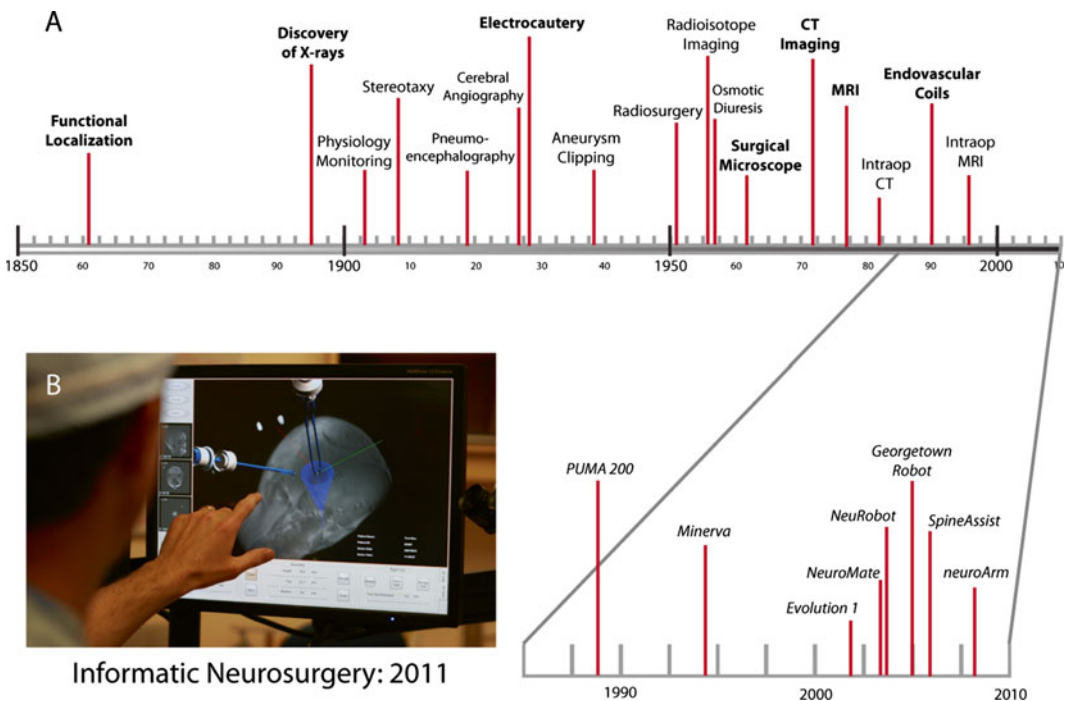 A
Functional
Localization
Discovery
of X-rays
Physiology
Monitoring
Stereotaxy
Pneumo-
encephalography
Cerebral
Angiography
Electrocautery
Aneurysm
Clipping
Radiosurgery
Radioisotope
Imaging
Osmotic
Diuresis
Surgical
Microscope
CT
Imaging
MRI
Intraop
CT
Endovascular
Coils
Intraop
MRI
1850 60 70 80 90 1900 10 20 30 40 1950 60 70 80 90 2000 10
B
Informatic Neurosurgery: 2011
PUMA 200
Minerva
Evolution 1
NeuroMate
NeuRobot
Georgetown
Robot
SpineAssist
neuroArm
1990 2000 2010